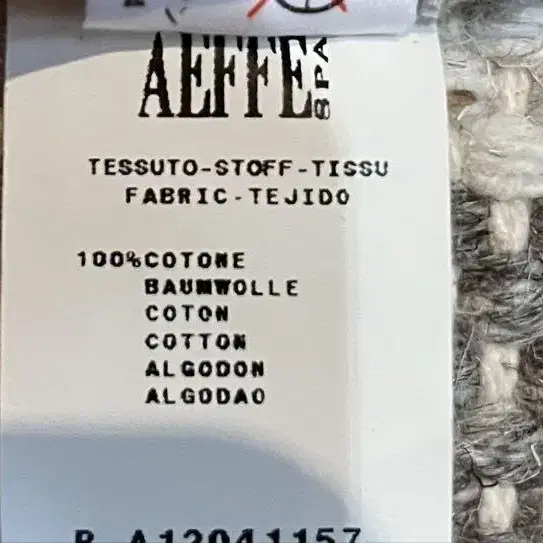 AEFFE SPA
TESSUTO-STOFF-TISSU
FABRIC-TEJIDO
100%COTONE
BAUMWOLLE
COTON
COTTON
ALGODON
ALGODAO